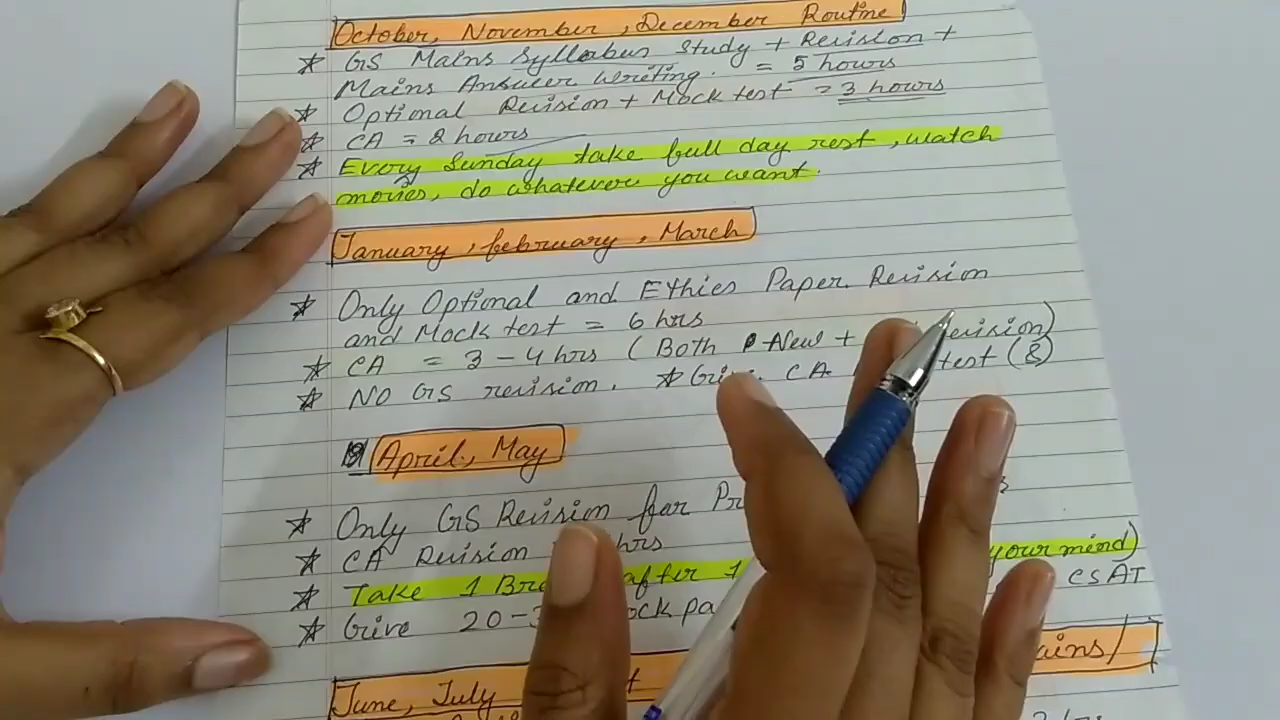 October, November, December Routine
* GS Mains Syllabus Study + Revision +
Mains Answer Writing. = 5 hours
* Optional Revision + Mock test = 3 hours
* CA = 2 hours
* Every Sunday take full day rest, watch
movies, do whatever you want.
January, february, March
* Only Optional and Ethics Paper Revision
and Mock test = 6 hrs
* CA = 3-4 hrs (Both New +
* NO GS revision. * Give CA test (8)
April, May
* Only GS Revision for
* CA Revision hrs
* Take 1 after 1 your mind)
* Give CSAT
June, July